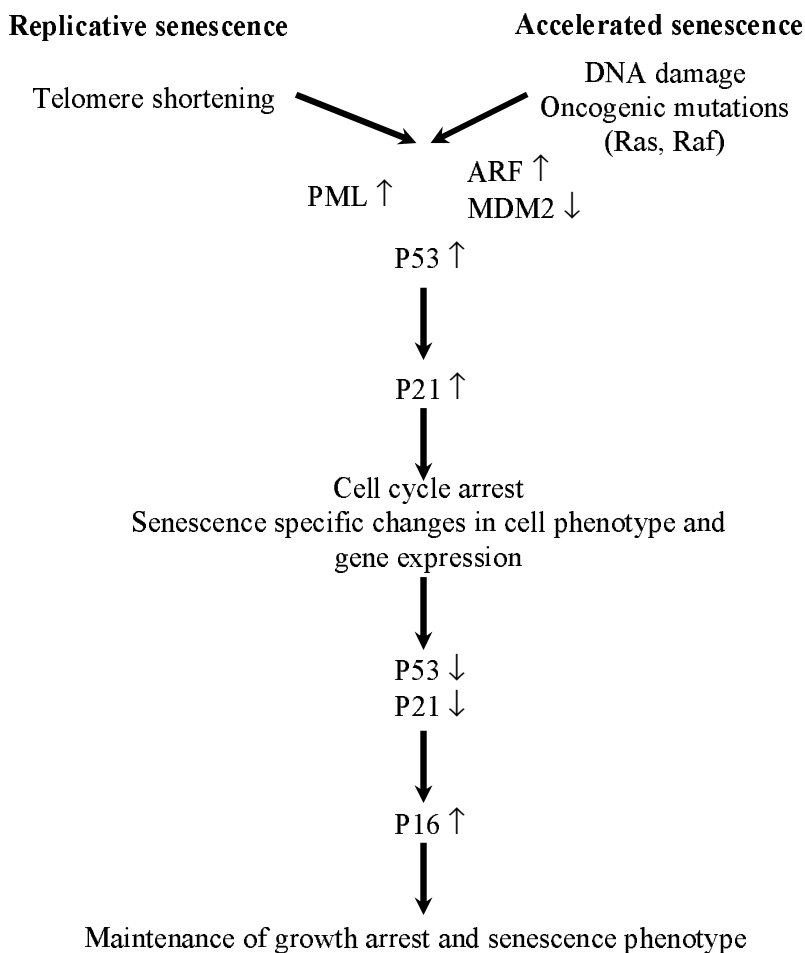 Replicative senescence
Accelerated senescence
Telomere shortening
DNA damage
Oncogenic mutations
(Ras, Raf)
PML ↑
ARF ↑
MDM2 ↓
P53 ↑
P21 ↑
Cell cycle arrest
Senescence specific changes in cell phenotype and
gene expression
P53 ↓
P21 ↓
P16 ↑
Maintenance of growth arrest and senescence phenotype